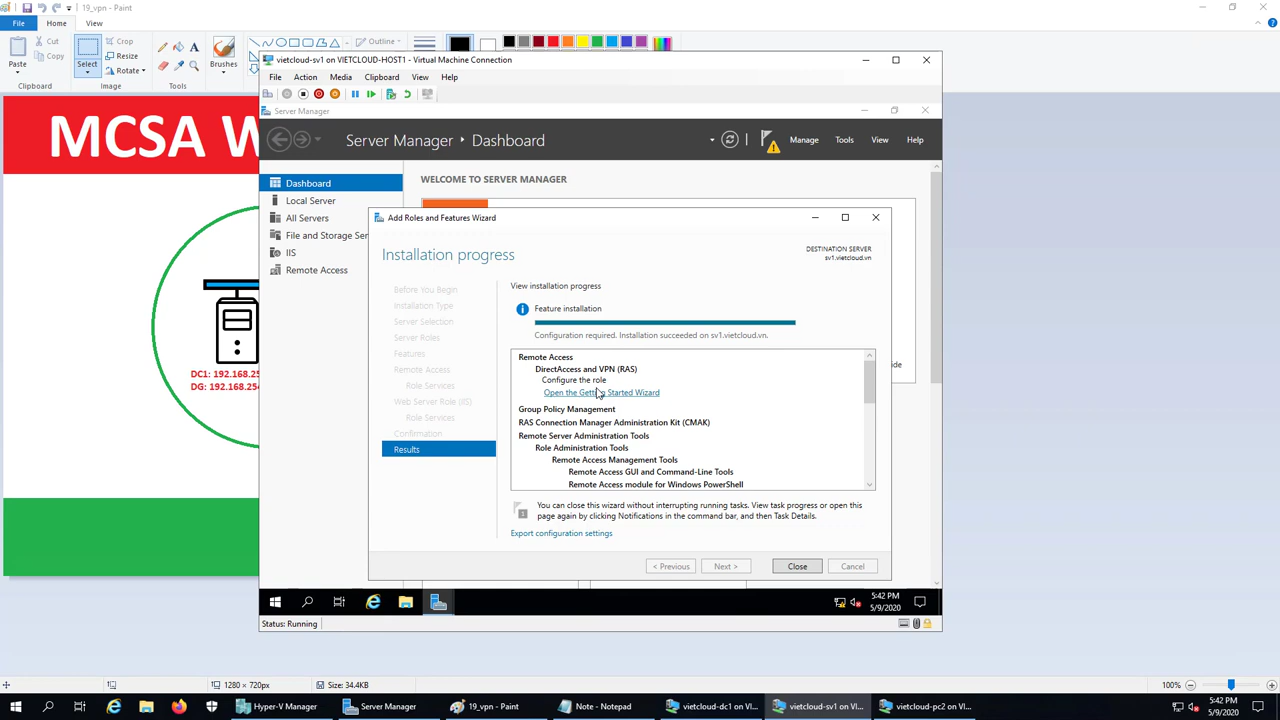 19_vpn - Paint
File
Home
View
Paste
Cut
Copy
Clipboard
Select
Crop
Resize
Rotate
Image
Tools
Brushes
Outline
MCSA W
DC1: 192.168.25
DG: 192.168.254
vietcloud-sv1 on VIETCLOUD-HOST1 - Virtual Machine Connection
File Action Media Clipboard View Help
Server Manager
Server Manager Dashboard
Manage Tools View Help
Dashboard
Local Server
All Servers
File and Storage Ser
IIS
Remote Access
WELCOME TO SERVER MANAGER
ide
Add Roles and Features Wizard
Installation progress
DESTINATION SERVER
sv1.vietcloud.vn
Before You Begin
Installation Type
Server Selection
Server Roles
Features
Remote Access
Role Services
Web Server Role (IIS)
Role Services
Confirmation
Results
View installation progress
Feature installation
Configuration required. Installation succeeded on sv1.vietcloud.vn.
Remote Access
DirectAccess and VPN (RAS)
Configure the role
Open the Getting Started Wizard
Group Policy Management
RAS Connection Manager Administration Kit (CMAK)
Remote Server Administration Tools
Role Administration Tools
Remote Access Management Tools
Remote Access GUI and Command-Line Tools
Remote Access module for Windows PowerShell
You can close this wizard without interrupting running tasks. View task progress or open this
page again by clicking Notifications in the command bar, and then Task Details.
Export configuration settings
< Previous Next > Close Cancel
5:42 PM
5/9/2020
Status: Running
1280 × 720px
Size: 34.4KB
100%
Hyper-V Manager
Server Manager
19_vpn - Paint
Note - Notepad
vietcloud-dc1 on VI...
vietcloud-sv1 on VI...
vietcloud-pc2 on VI...
5:42 PM
5/9/2020